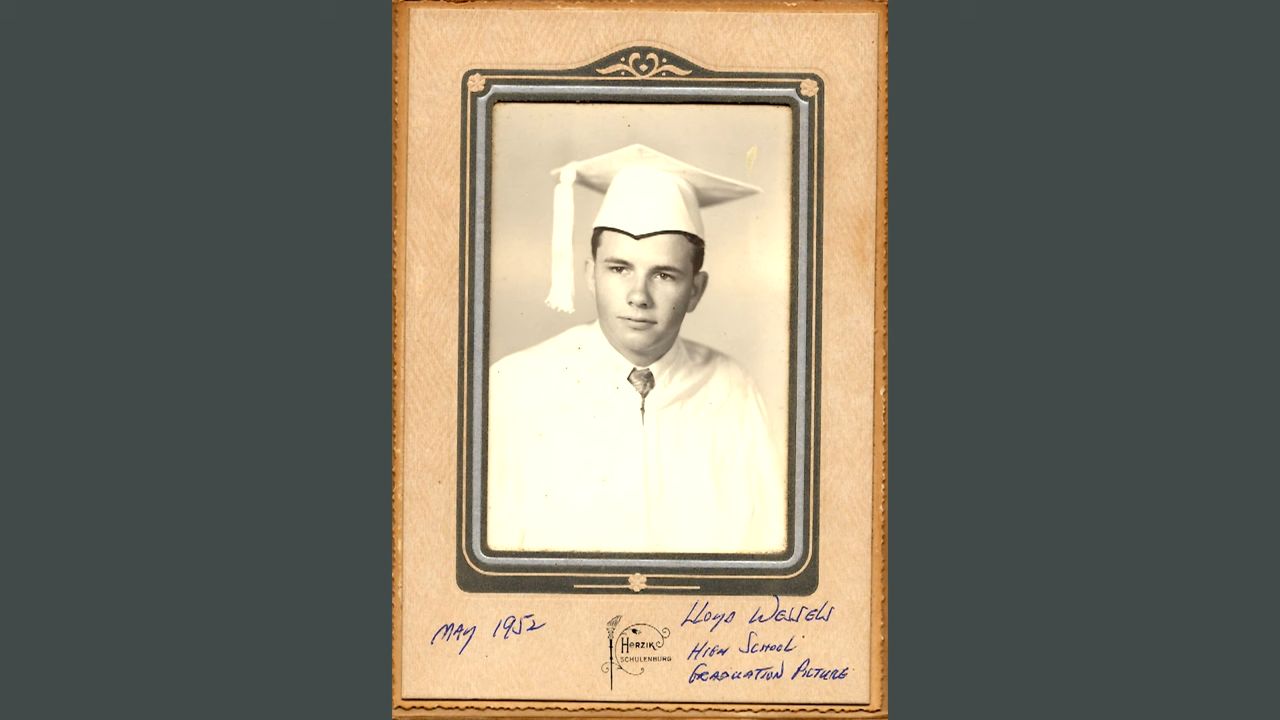 MAY 1952
HERZIK
SCHULENBURG
LLOYD WESSELS
HIGH SCHOOL
GRADUATION PICTURE